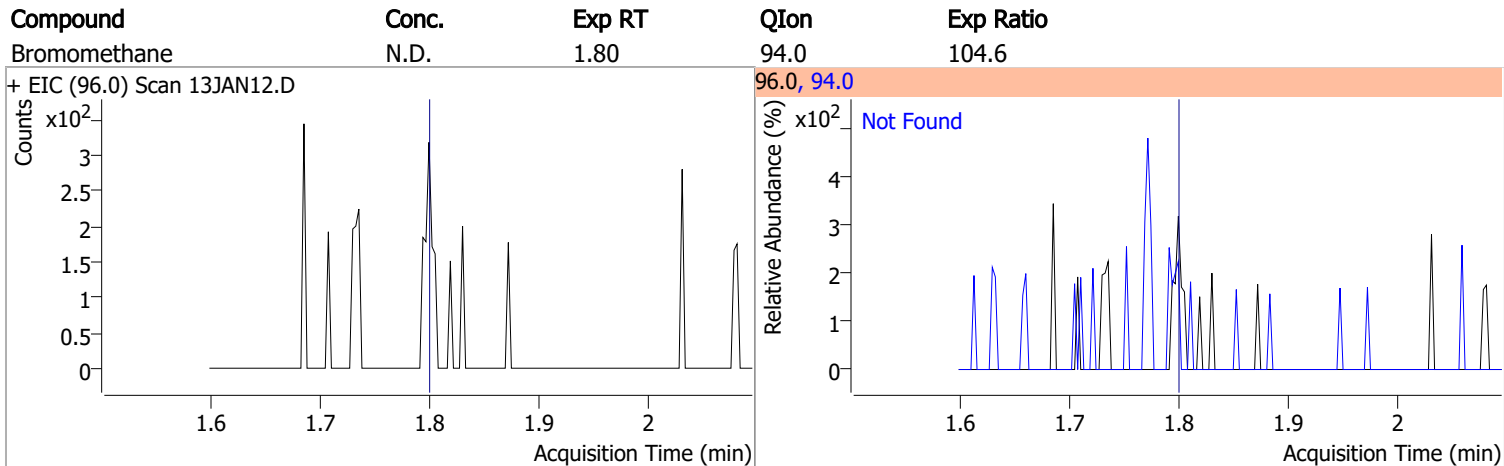 Compound Conc. Exp RT QIon Exp Ratio
Bromomethane N.D. 1.80 94.0 104.6
+ EIC (96.0) Scan 13JAN12.D
Counts
x10²
3
2.5
2
1.5
1
0.5
0
1.6 1.7 1.8 1.9 2
Acquisition Time (min)
96.0, 94.0
Relative Abundance (%)
x10²
Not Found
4
3
2
1
0
1.6 1.7 1.8 1.9 2
Acquisition Time (min)